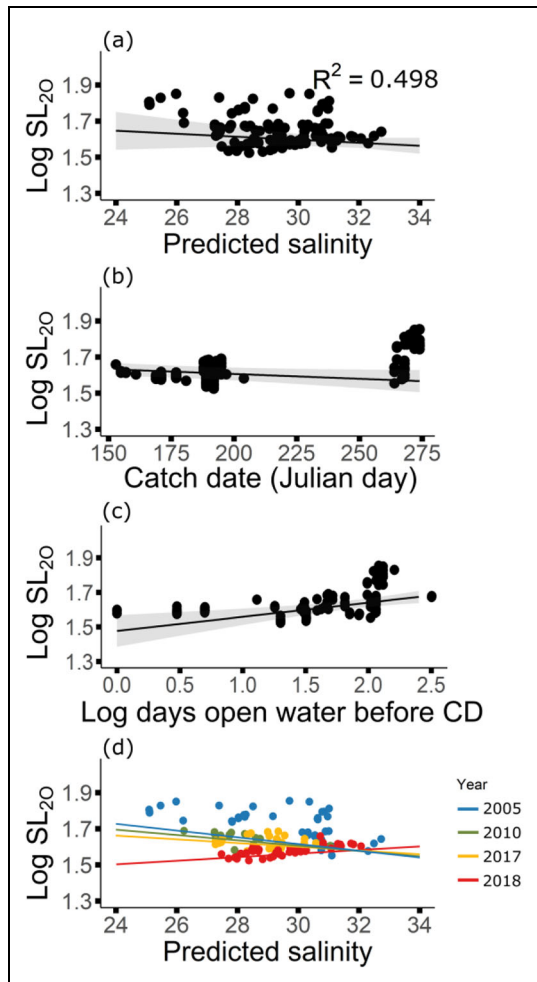 (a)
R² = 0.498
Log SL₂O
1.9
1.7
1.5
1.3
24 26 28 30 32 34
Predicted salinity
(b)
Log SL₂O
1.9
1.7
1.5
1.3
150 175 200 225 250 275
Catch date (Julian day)
(c)
Log SL₂O
1.9
1.7
1.5
1.3
0.0 0.5 1.0 1.5 2.0 2.5
Log days open water before CD
(d)
Log SL₂O
1.9
1.7
1.5
1.3
24 26 28 30 32 34
Predicted salinity
Year
2005
2010
2017
2018